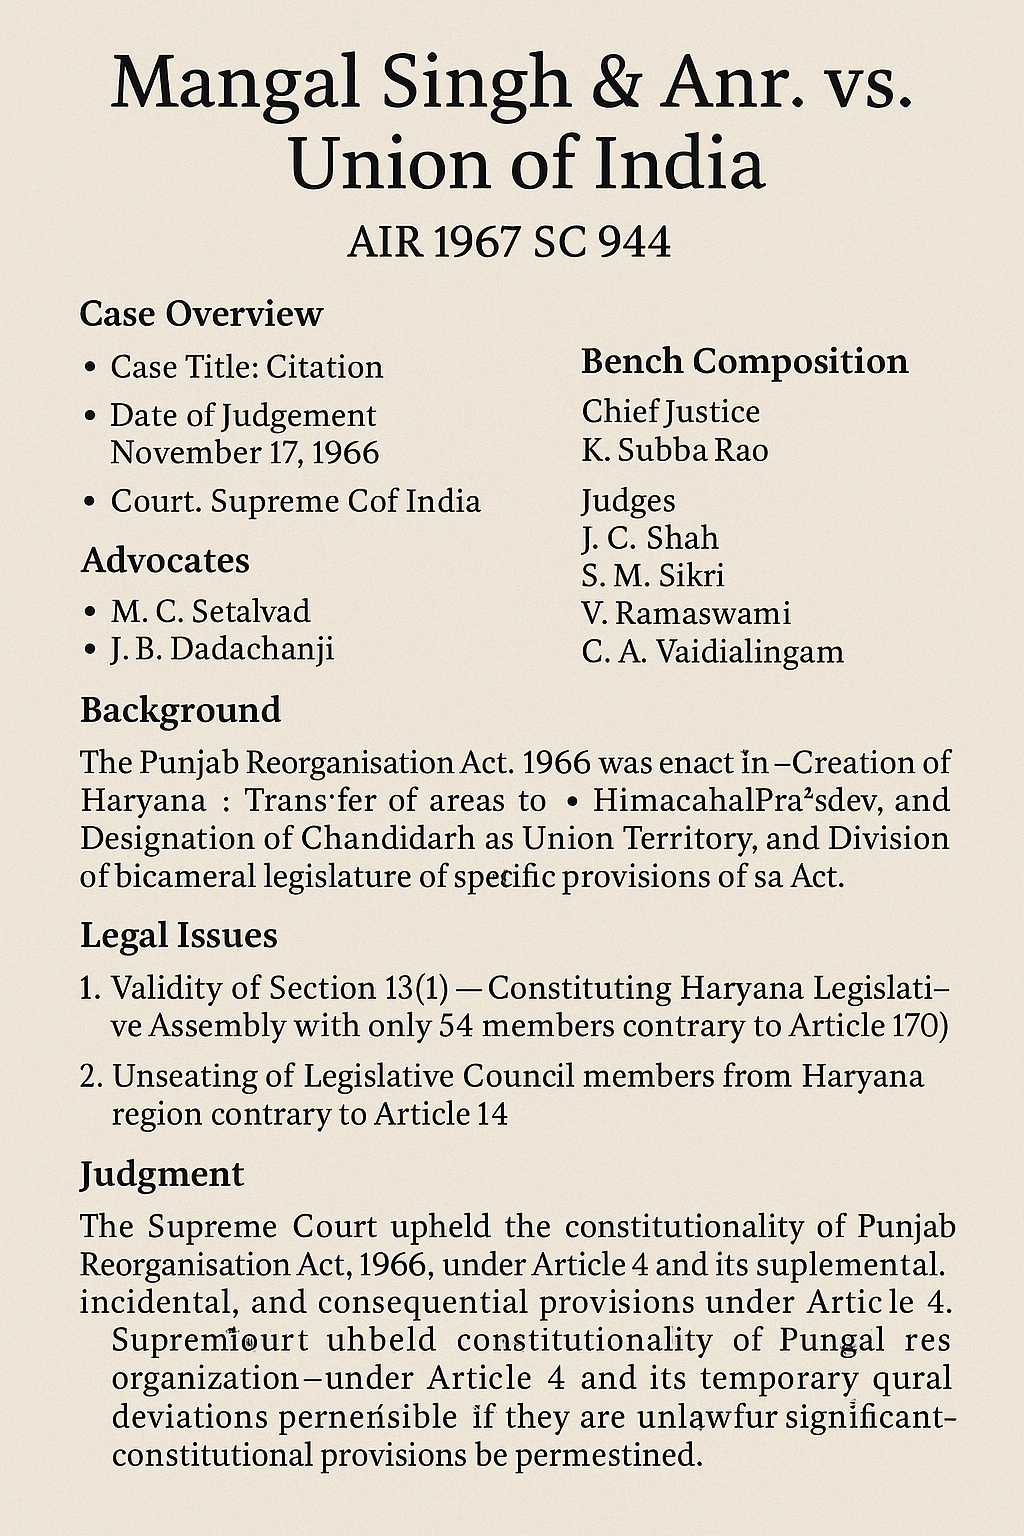 Mangal Singh & Anr. vs.
Union of India
AIR 1967 SC 944
Case Overview
• Case Title: Citation
• Date of Judgement
November 17, 1966
• Court. Supreme Cof India
Advocates
• M. C. Setalvad
• J. B. Dadachanji
Bench Composition
Chief Justice
K. Subba Rao
Judges
J. C. Shah
S. M. Sikri
V. Ramaswami
C. A. Vaidialingam
Background
The Punjab Reorganisation Act. 1966 was enact in –Creation of
Haryana : Trans·fer of areas to • HimacahalPra²sdev, and
Designation of Chandidarh as Union Territory, and Division
of bicameral legislature of specific provisions of sa Act.
Legal Issues
1. Validity of Section 13(1) — Constituting Haryana Legislati–
ve Assembly with only 54 members contrary to Article 170)
2. Unseating of Legislative Council members from Haryana
region contrary to Article 14
Judgment
The Supreme Court upheld the constitutionality of Punjab
Reorganisation Act, 1966, under Article 4 and its suplemental.
incidental, and consequential provisions under Article 4.
uhbeld constitutionality of Pungal res
organization–under Article 4 and its temporary qural
deviations perneńsible if they are unlawfur significant–
constitutional provisions be permestined.